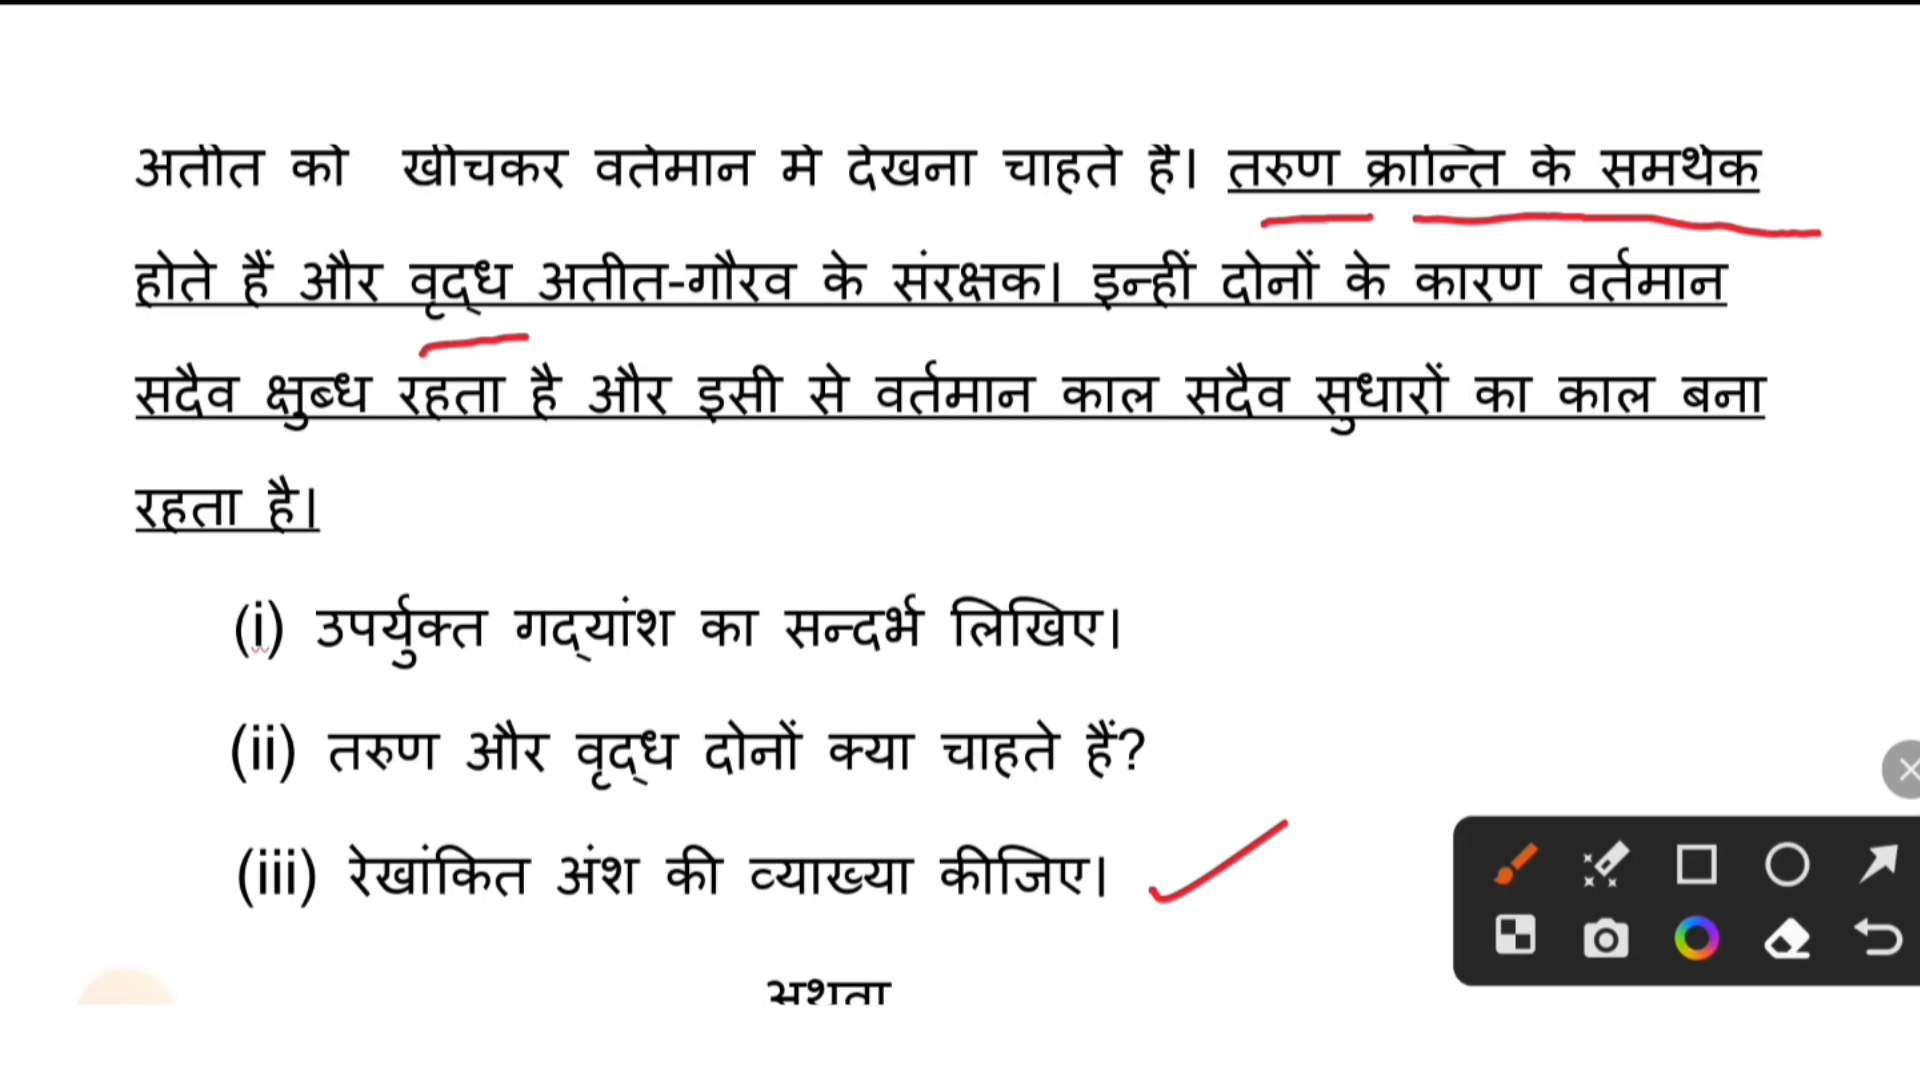 अतीत को खींचकर वर्तमान में देखना चाहते हैं। तरुण क्रान्ति के समर्थक
होते हैं और वृद्ध अतीत-गौरव के संरक्षक। इन्हीं दोनों के कारण वर्तमान
सदैव क्षुब्ध रहता है और इसी से वर्तमान काल सदैव सुधारों का काल बना
रहता है।
(i) उपर्युक्त गद्यांश का सन्दर्भ लिखिए।
(ii) तरुण और वृद्ध दोनों क्या चाहते हैं?
(iii) रेखांकित अंश की व्याख्या कीजिए।
अथवा